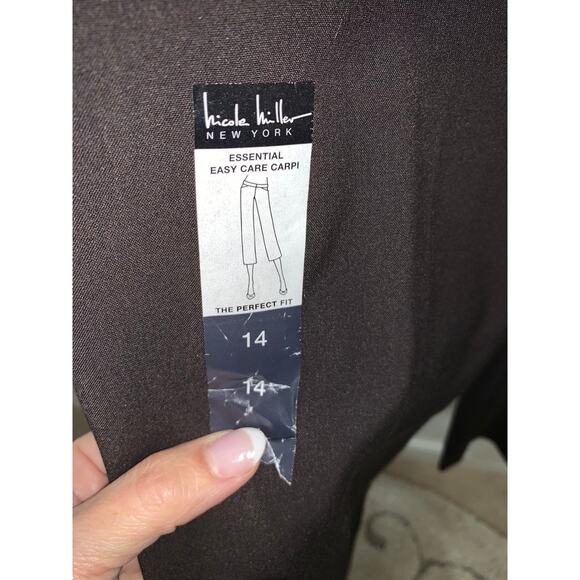 nicole miller
NEW YORK
ESSENTIAL
EASY CARE CARPI
THE PERFECT FIT
14
14